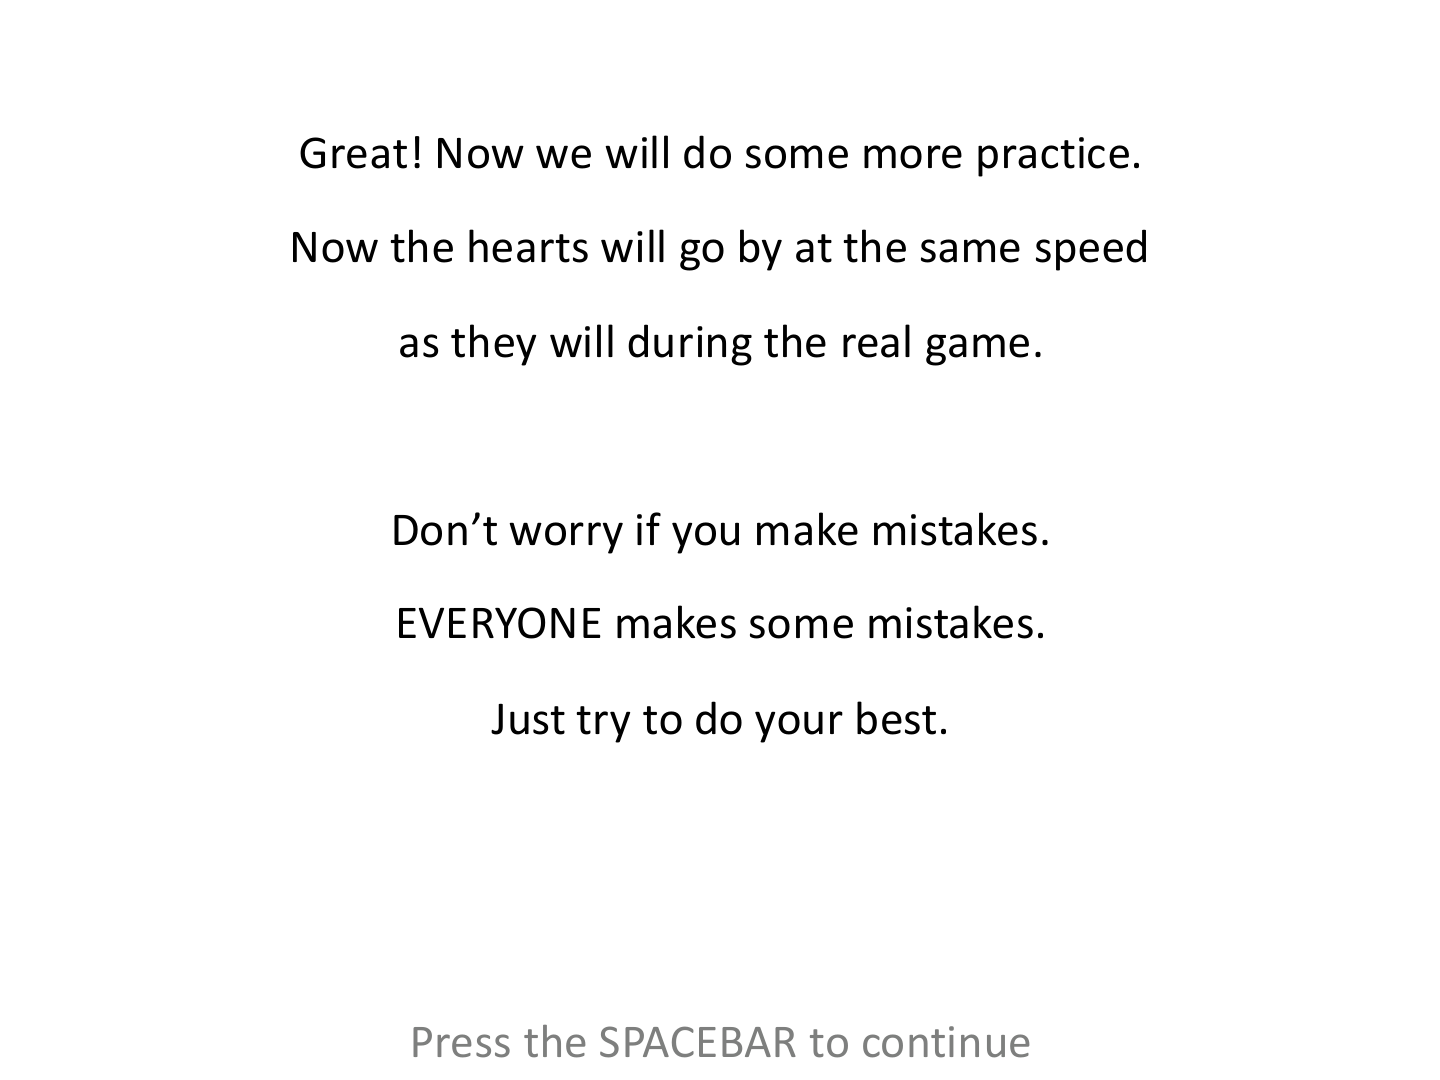 Great! Now we will do some more practice.
Now the hearts will go by at the same speed
as they will during the real game.
Don’t worry if you make mistakes.
EVERYONE makes some mistakes.
Just try to do your best.
Press the SPACEBAR to continue